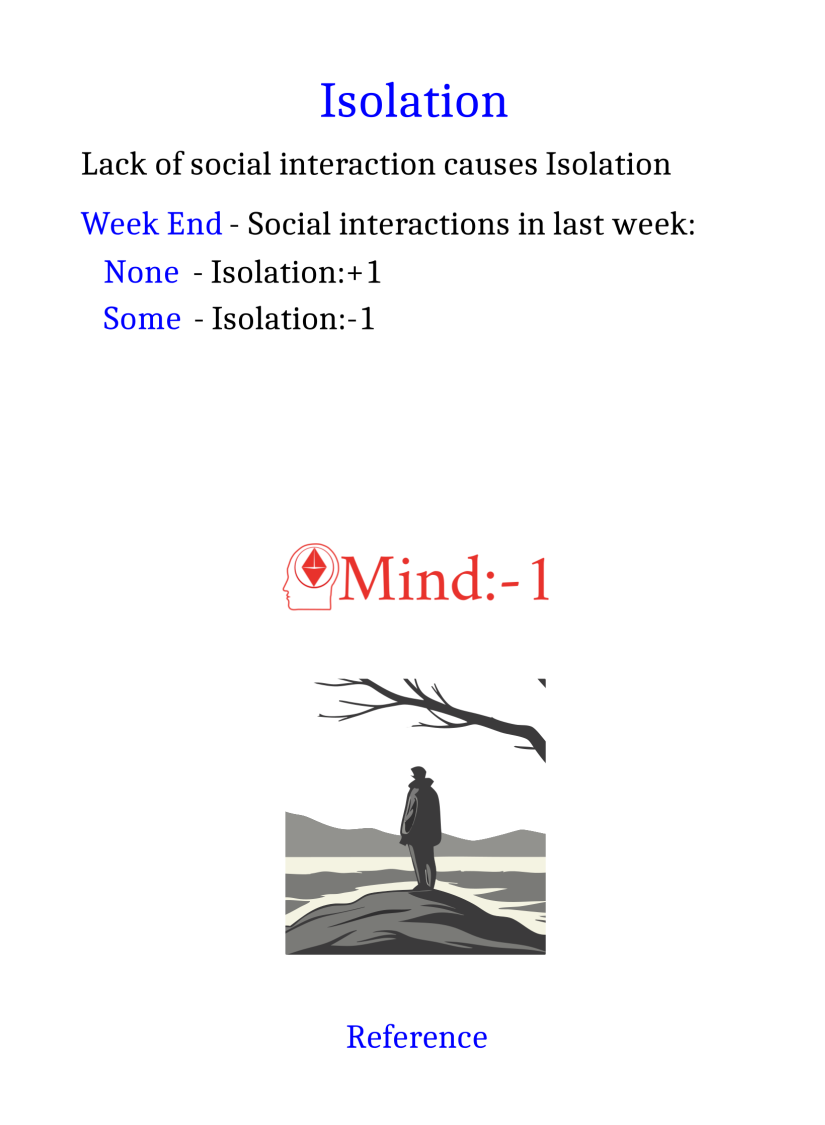 Isolation
Lack of social interaction causes Isolation
Week End - Social interactions in last week:
None - Isolation:+1
Some - Isolation:-1
Mind:-1
Reference